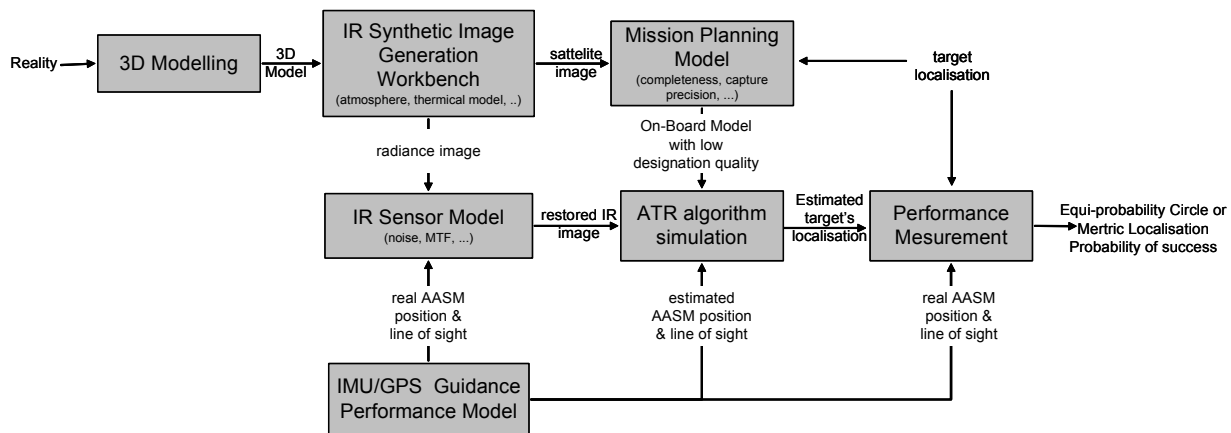 Reality
3D Modelling
3D
Model
IR Synthetic Image
Generation
Workbench
(atmosphere, thermical model, ..)
sattelite
image
Mission Planning
Model
(completeness, capture
precision, ...)
target
localisation
radiance image
On-Board Model
with low
designation quality
IR Sensor Model
(noise, MTF, ...)
restored IR
image
ATR algorithm
simulation
Estimated
target's
localisation
Performance
Mesurement
Equi-probability Circle or
Mertric Localisation
Probability of success
real AASM
position &
line of sight
estimated
AASM position
& line of sight
real AASM
position &
line of sight
IMU/GPS Guidance
Performance Model